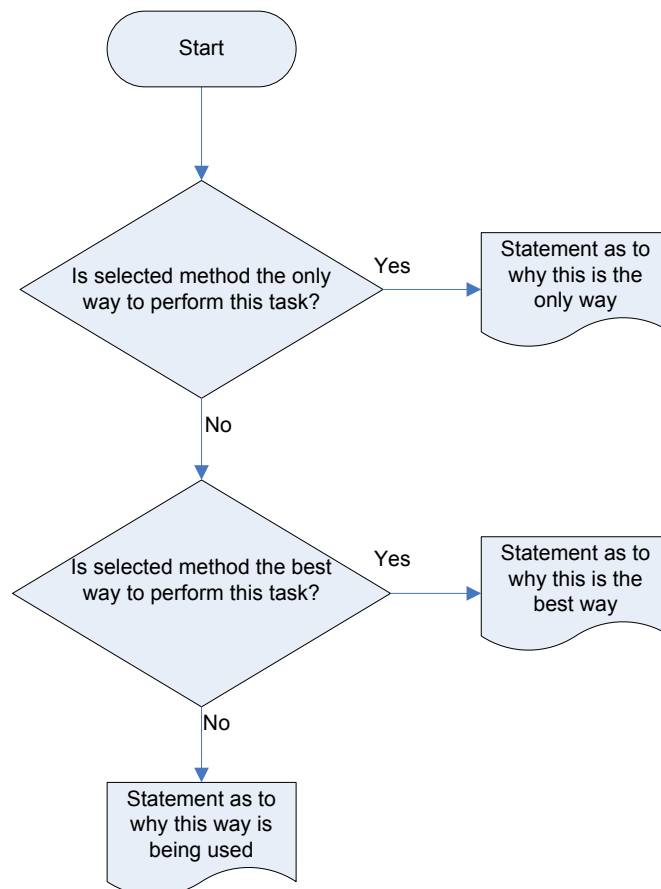 Start
Is selected method the only
way to perform this task?
Yes
Statement as to
why this is the
only way
No
Is selected method the best
way to perform this task?
Yes
Statement as to
why this is the
best way
No
Statement as to
why this way is
being used